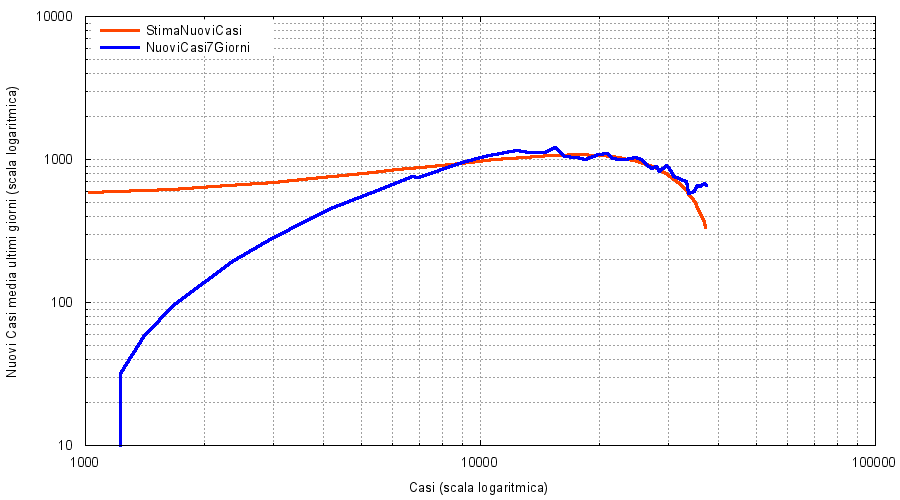 10000
StimaNuoviCasi
NuoviCasi7Giorni
1000
100
10
1000
10000
100000
Nuovi Casi media ultimi giorni (scala logaritmica)
Casi (scala logaritmica)